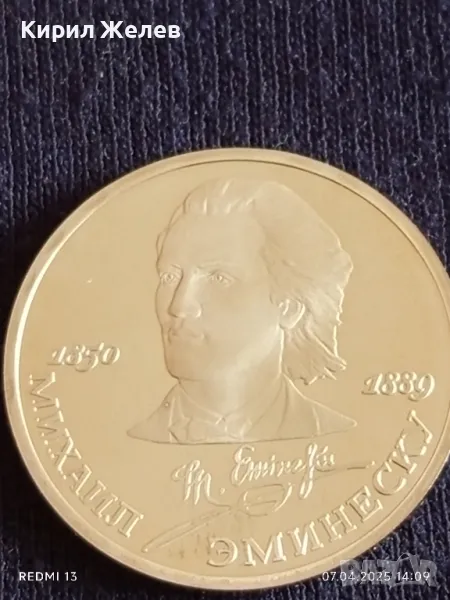 Кирил Желев
1850
1889
МИХАИЛ
ЭМИНЕСКУ
M. Eminescu
REDMI 13
07.04.2025 14:09